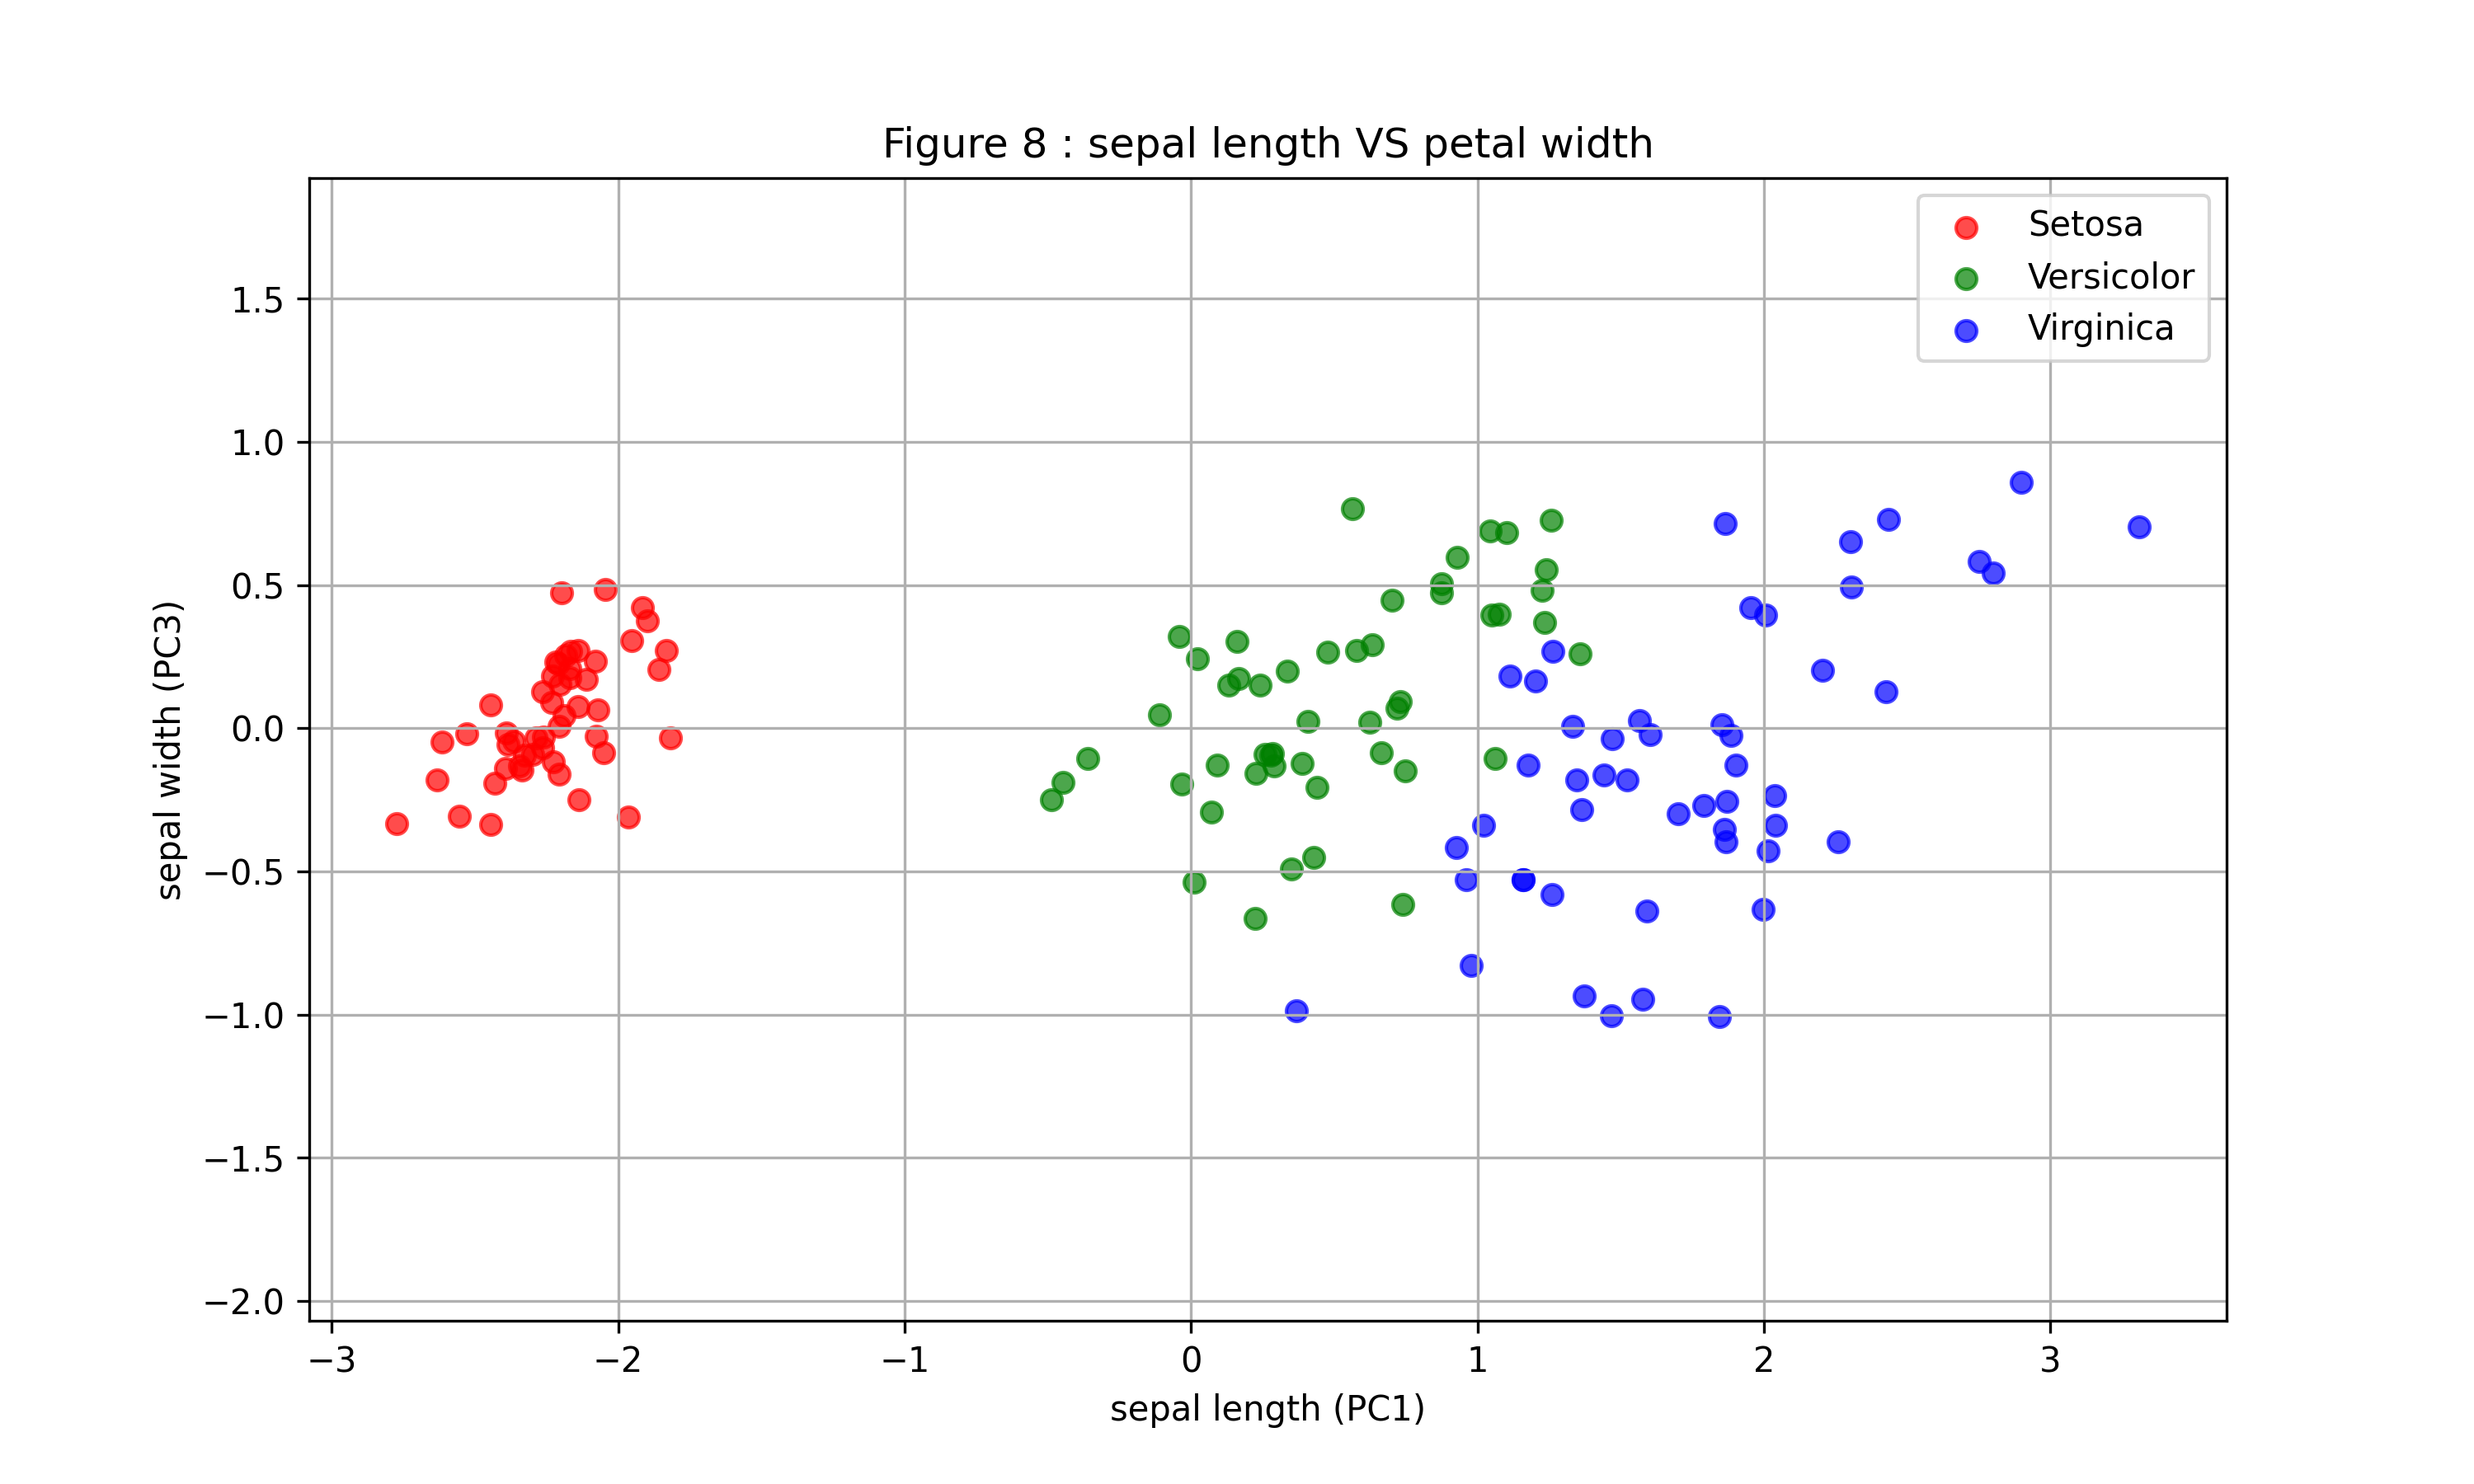 Figure 8 : sepal length VS petal width
Setosa
Versicolor
Virginica
1.5
1.0
0.5
0.0
−0.5
−1.0
−1.5
−2.0
sepal width (PC3)
−3 −2 −1 0 1 2 3
sepal length (PC1)